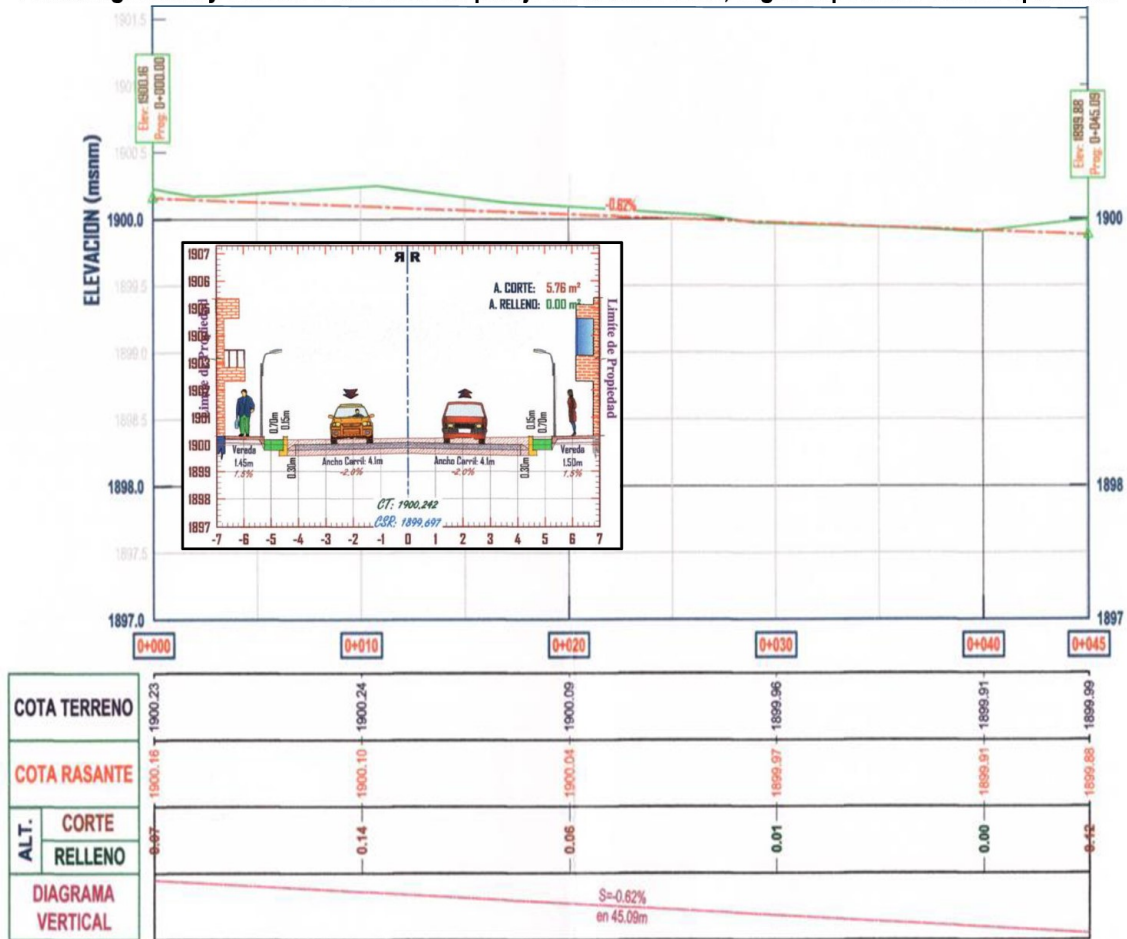 1901.5
1900.5
1900.0
1899.5
1899.0
1898.5
1898.0
1897.5
1897.0
ELEVACION (msnm)
Elev: 1900.16
Prog: 0+000.00
Elev: 1899.88
Prog: 0+045.09
-0.62%
1900
1898
1897
1907
1906
1905
1904
1903
1902
1901
1900
1899
1898
1897
ЯR
A. CORTE: 5.76 m²
A. RELLENO: 0.00 m²
Limite de Propiedad
Limite de Propiedad
0.70m
0.15m
0.15m
0.70m
Vereda
1.45m
1.5%
0.30m
Ancho Carril: 4.1m
-2.0%
Ancho Carril: 4.1m
-2.0%
0.30m
Vereda
1.50m
1.5%
CT: 1900,242
CSR: 1899,697
-7 -6 -5 -4 -3 -2 -1 0 1 2 3 4 5 6 7
0+000 0+010 0+020 0+030 0+040 0+045
COTA TERRENO 1900.23 1900.24 1900.09 1899.96 1899.91 1899.99
COTA RASANTE 1900.16 1900.10 1900.04 1899.97 1899.91 1899.88
ALT.
CORTE
RELLENO
0.07 0.14 0.06 0.01 0.00 0.12
DIAGRAMA
VERTICAL
S=-0.62%
en 45.09m